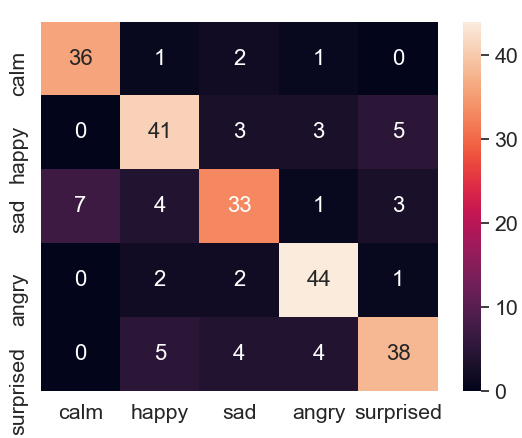 calm 36 1 2 1 0
happy 0 41 3 3 5
sad 7 4 33 1 3
angry 0 2 2 44 1
surprised 0 5 4 4 38
calm happy sad angry surprised
40
30
20
10
0